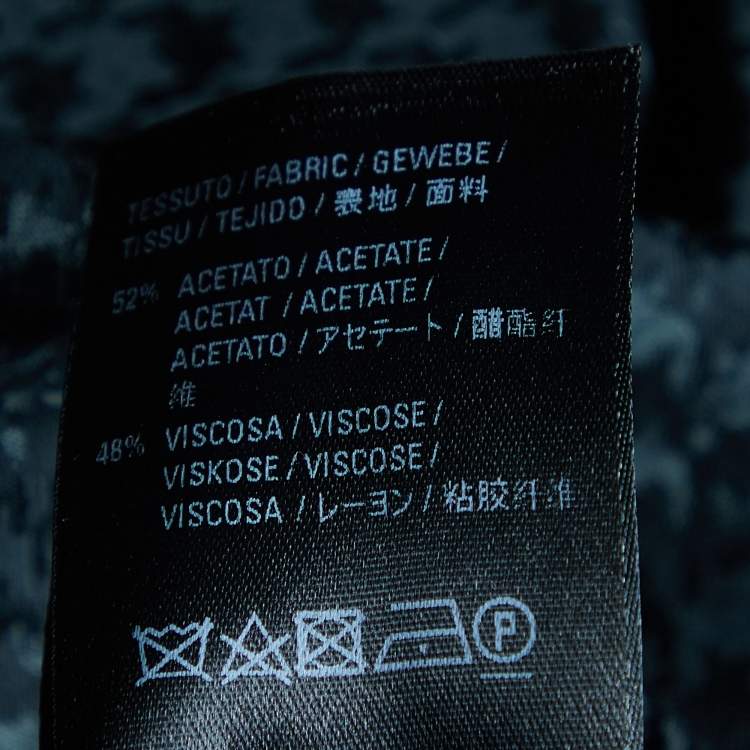 TESSUTO / FABRIC / GEWEBE /
TISSU / TEJIDO / 表地 / 面料
52% ACETATO / ACETATE /
ACETAT / ACETATE /
ACETATO / アセテート / 醋酯纤
维
48% VISCOSA / VISCOSE /
VISKOSE / VISCOSE /
VISCOSA / レーヨン / 粘胶纤维
P